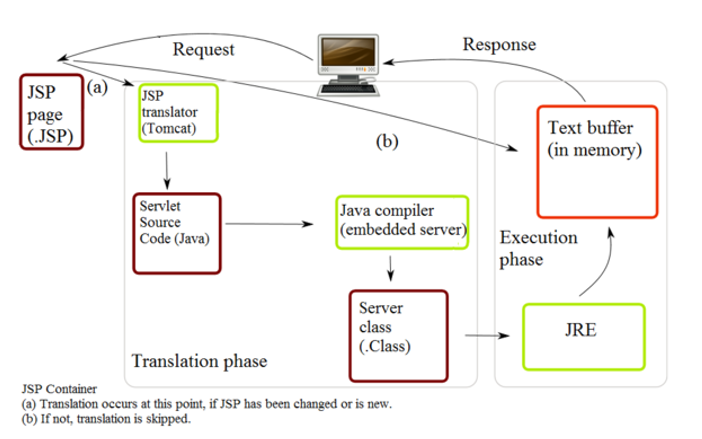 Request
Response
JSP
page
(.JSP)
(a)
JSP
translator
(Tomcat)
(b)
Text buffer
(in memory)
Servlet
Source
Code (Java)
Java compiler
(embedded server)
Execution
phase
Server
class
(.Class)
JRE
Translation phase
JSP Container
(a) Translation occurs at this point, if JSP has been changed or is new.
(b) If not, translation is skipped.